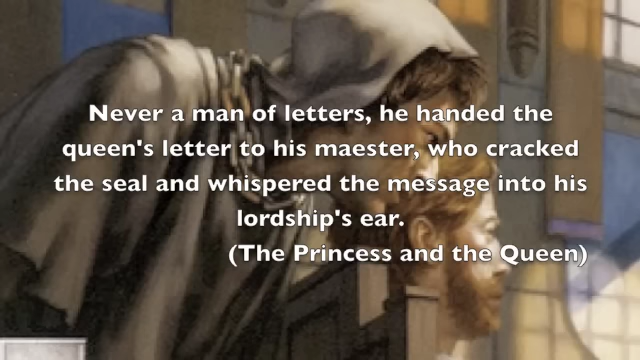 Never a man of letters, he handed the
queen's letter to his maester, who cracked
the seal and whispered the message into his
lordship's ear.
(The Princess and the Queen)